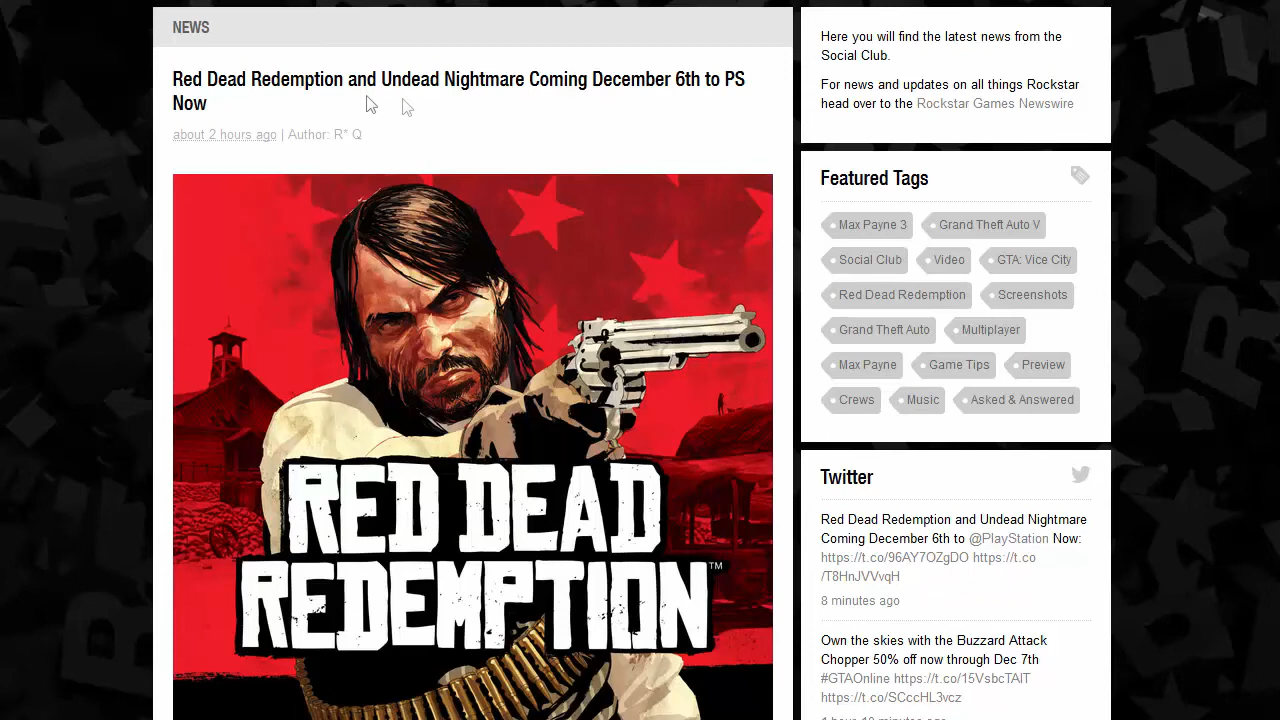 NEWS
Red Dead Redemption and Undead Nightmare Coming December 6th to PS
Now
about 2 hours ago | Author: R* Q
RED DEAD
REDEMPTION™
Here you will find the latest news from the
Social Club.
For news and updates on all things Rockstar
head over to the Rockstar Games Newswire
Featured Tags
Max Payne 3 Grand Theft Auto V
Social Club Video GTA: Vice City
Red Dead Redemption Screenshots
Grand Theft Auto Multiplayer
Max Payne Game Tips Preview
Crews Music Asked & Answered
Twitter
Red Dead Redemption and Undead Nightmare
Coming December 6th to @PlayStation Now:
https://t.co/96AY7OZgDO https://t.co
/T8HnJVVvqH
8 minutes ago
Own the skies with the Buzzard Attack
Chopper 50% off now through Dec 7th
#GTAOnline https://t.co/15VsbcTAlT
https://t.co/SCccHL3vcz